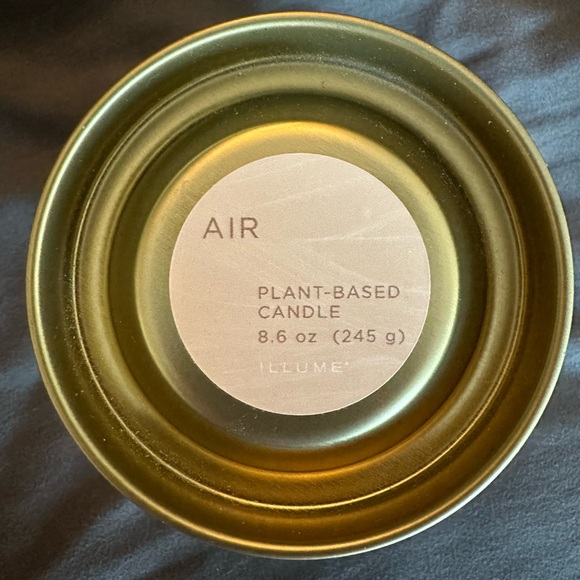 AIR
PLANT-BASED
CANDLE
8.6 oz (245 g)
ILLUME®